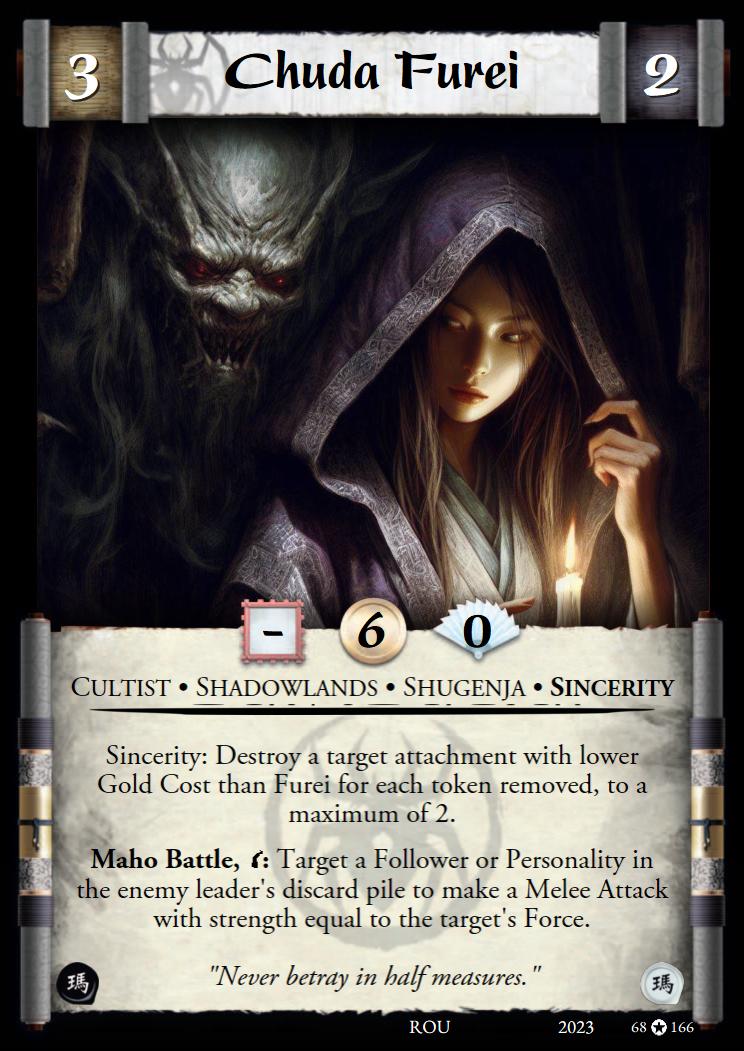 3
Chuda Furei
2
-
6
0
CULTIST • SHADOWLANDS • SHUGENJA • SINCERITY
Sincerity: Destroy a target attachment with lower
Gold Cost than Furei for each token removed, to a
maximum of 2.
Maho Battle, : Target a Follower or Personality in
the enemy leader's discard pile to make a Melee Attack
with strength equal to the target's Force.
瑪
"Never betray in half measures."
瑪
ROU 2023 68 166